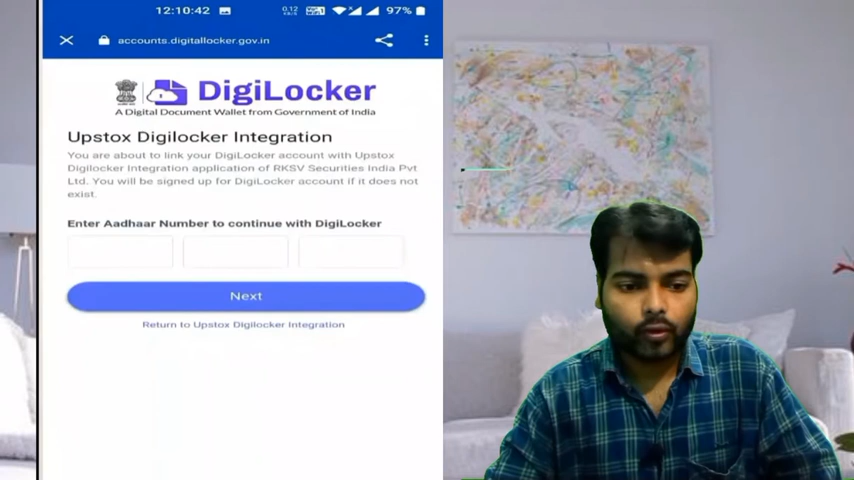 12:10:42
0.12
KB/S
97%
accounts.digitallocker.gov.in
DigiLocker
A Digital Document Wallet from Government of India
Upstox Digilocker Integration
You are about to link your DigiLocker account with Upstox
Digilocker Integration application of RKSV Securities India Pvt
Ltd. You will be signed up for DigiLocker account if it does not
exist.
Enter Aadhaar Number to continue with DigiLocker
Next
Return to Upstox Digilocker Integration